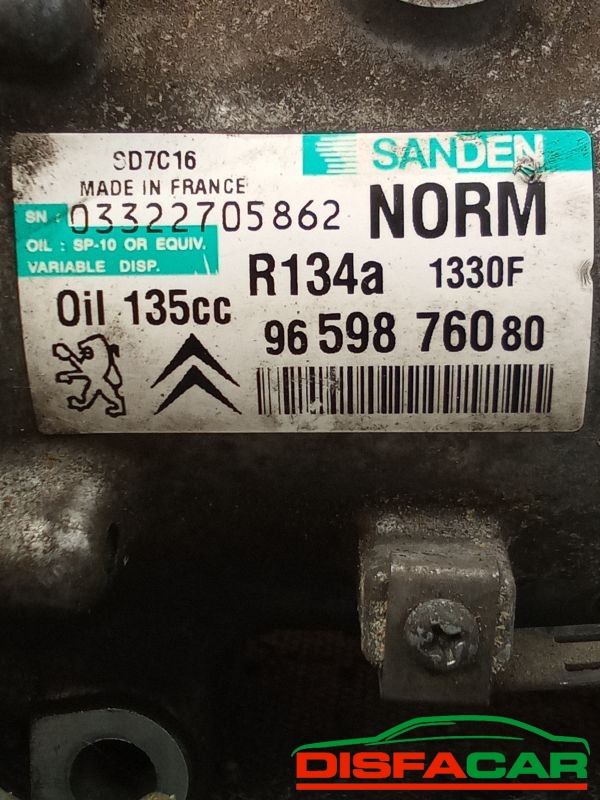 SD7C16
SANDEN
MADE IN FRANCE
SN : 03322705862
NORM
OIL : SP-10 OR EQUIV.
VARIABLE DISP.
R134a 1330F
Oil 135cc
96 598 760 80
DISFACAR